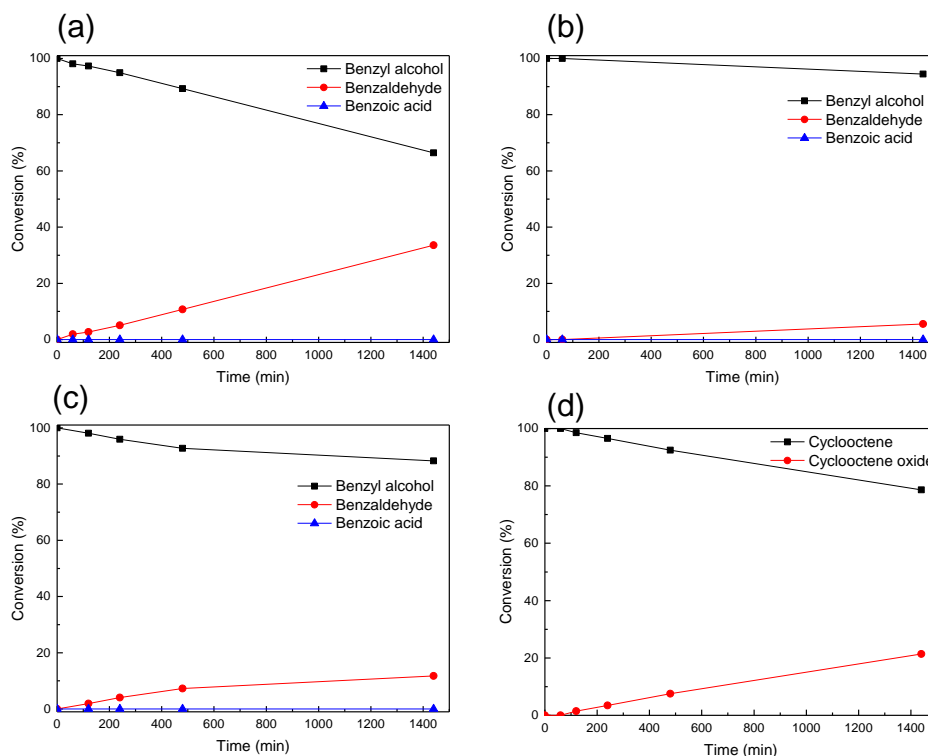 (a)
100
80
60
40
20
0
Conversion (%)
Benzyl alcohol
Benzaldehyde
Benzoic acid
0 200 400 600 800 1000 1200 1400
Time (min)
(b)
100
80
60
40
20
0
Conversion (%)
Benzyl alcohol
Benzaldehyde
Benzoic acid
0 200 400 600 800 1000 1200 1400
Time (min)
(c)
100
80
60
40
20
0
Conversion (%)
Benzyl alcohol
Benzaldehyde
Benzoic acid
0 200 400 600 800 1000 1200 1400
Time (min)
(d)
100
80
60
40
20
0
Conversion (%)
Cyclooctene
Cyclooctene oxide
0 200 400 600 800 1000 1200 1400
Time (min)